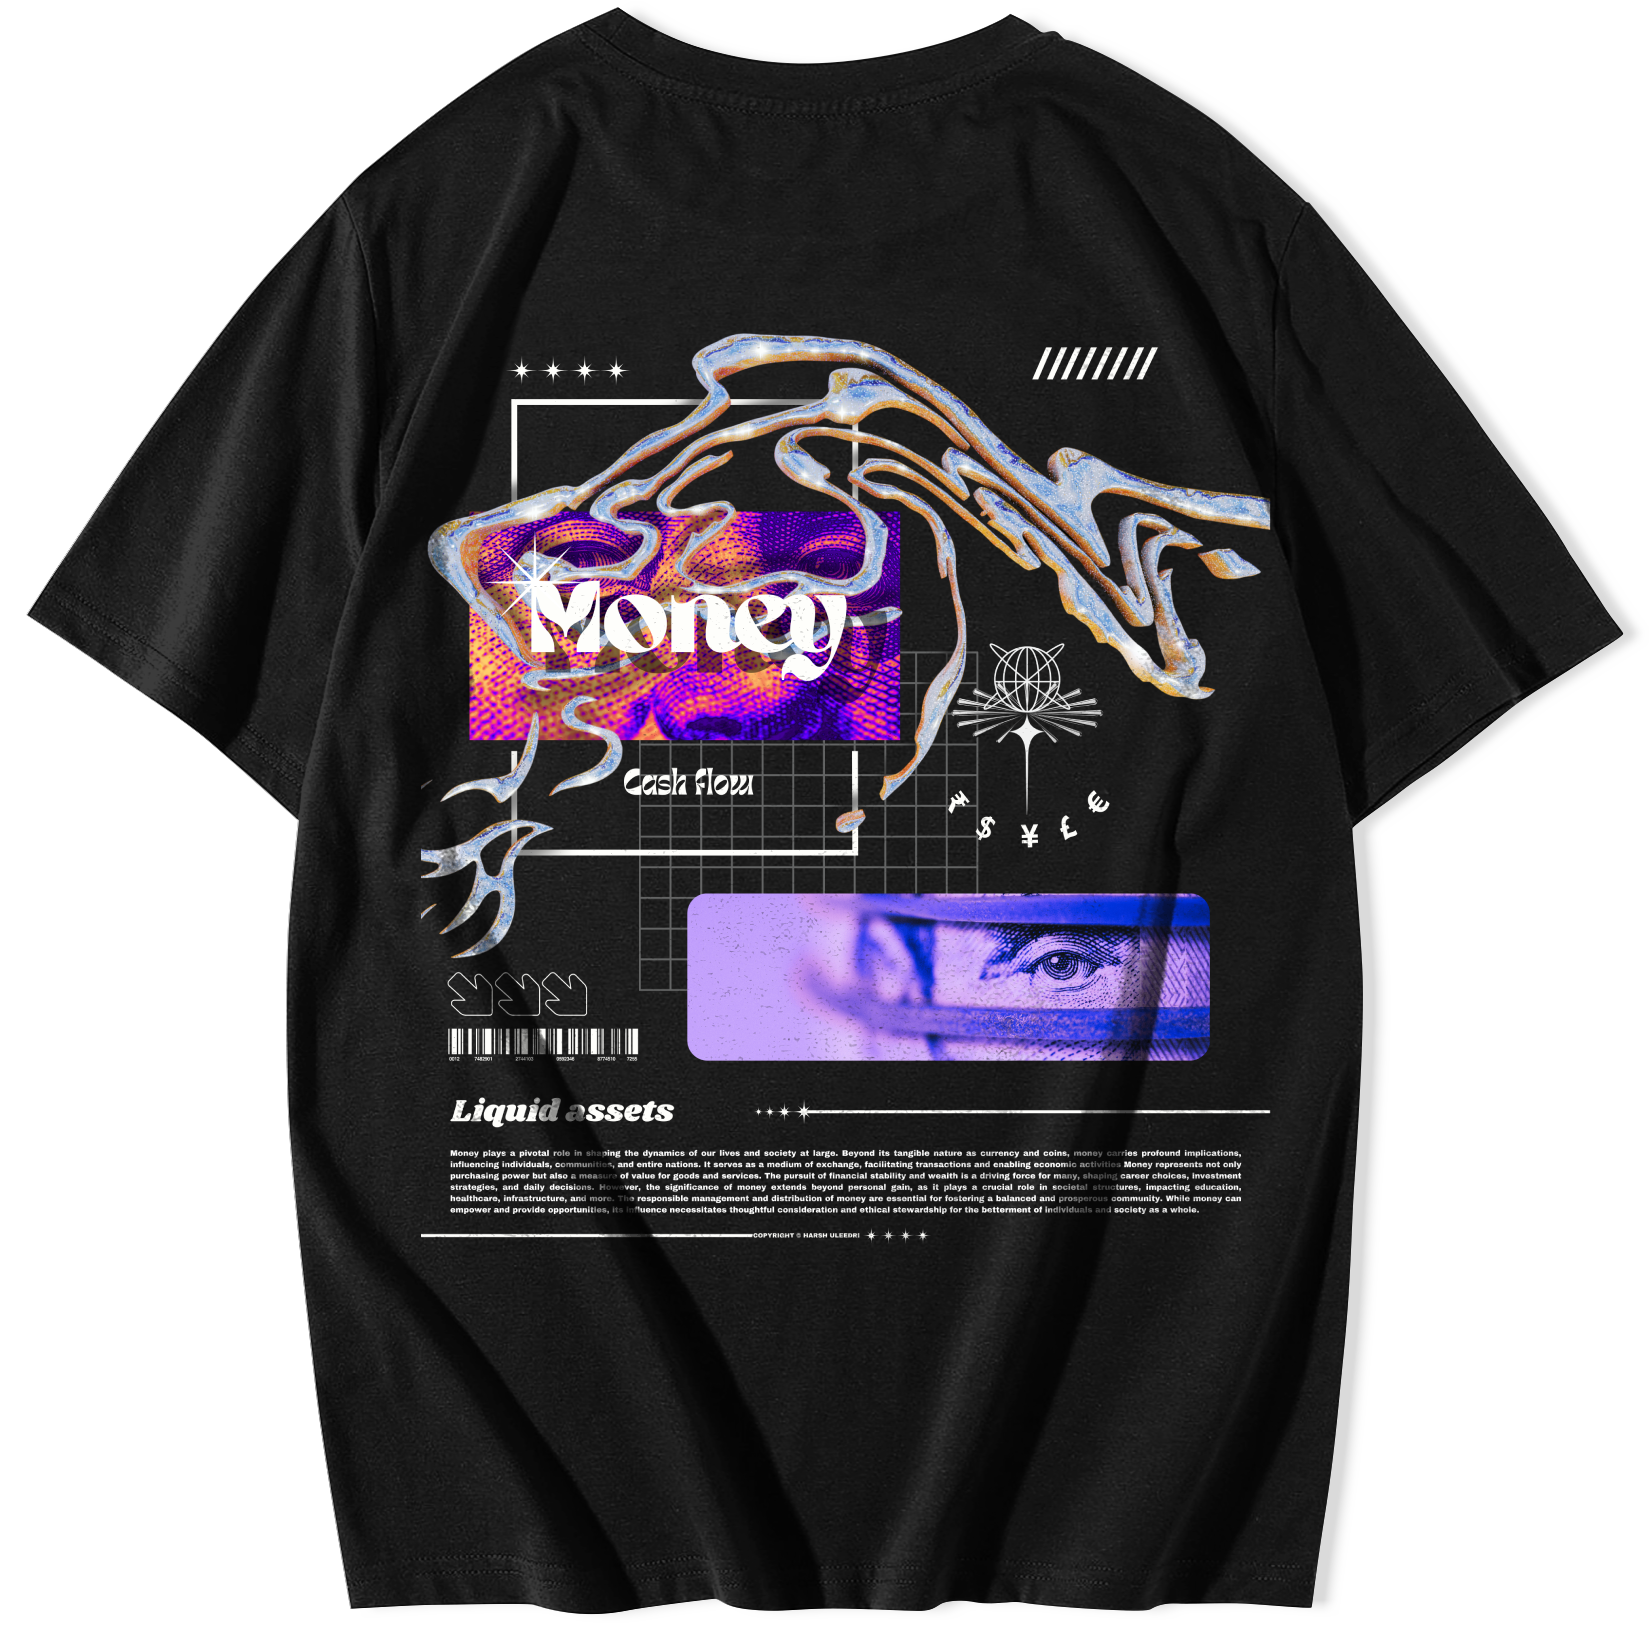 Money
Cash flow
₹ $ ¥ £ €
0012 7482901 2744103 0892346 8774510 7255
Liquid assets
Money plays a pivotal role in shaping the dynamics of our lives and society at large. Beyond its tangible nature as currency and coins, money carries profound implications,
influencing individuals, communities, and entire nations. It serves as a medium of exchange, facilitating transactions and enabling economic activities Money represents not only
purchasing power but also a measure of value for goods and services. The pursuit of financial stability and wealth is a driving force for many, shaping career choices, investment
strategies, and daily decisions. However, the significance of money extends beyond personal gain, as it plays a crucial role in societal structures, impacting education,
healthcare, infrastructure, and more. The responsible management and distribution of money are essential for fostering a balanced and prosperous community. While money can
empower and provide opportunities, its influence necessitates thoughtful consideration and ethical stewardship for the betterment of individuals and society as a whole.
COPYRIGHT © HARSH ULEEDRI